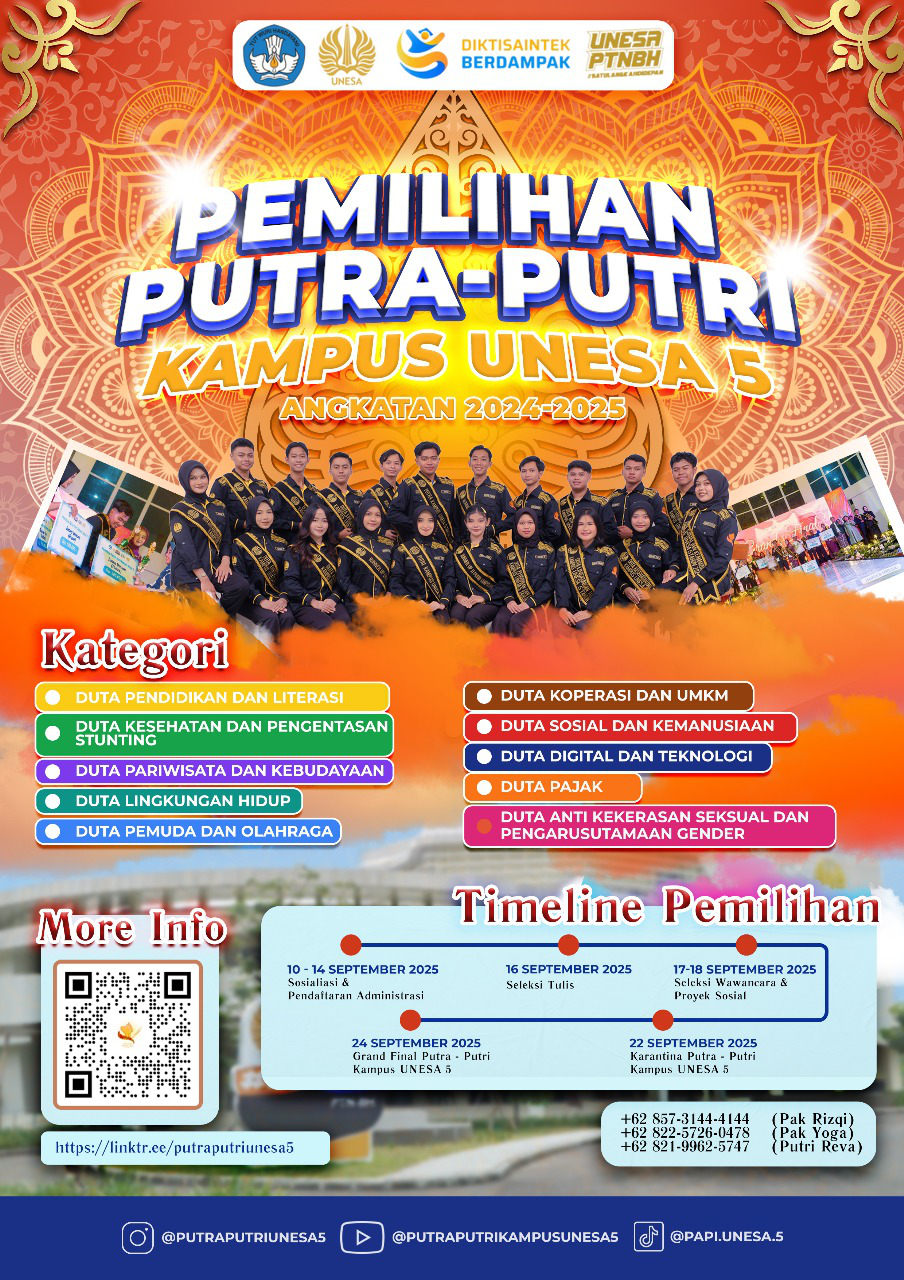 TUT WURI HANDAYANI
UNESA
DIKTISAINTEK
BERDAMPAK
UNESA
PTNBH
#SATULANGKAHDIDEPAN
PEMILIHAN
PUTRA-PUTRI
KAMPUS UNESA 5
ANGKATAN 2024-2025
Kategori
DUTA PENDIDIKAN DAN LITERASI
DUTA KESEHATAN DAN PENGENTASAN
STUNTING
DUTA PARIWISATA DAN KEBUDAYAAN
DUTA LINGKUNGAN HIDUP
DUTA PEMUDA DAN OLAHRAGA
DUTA KOPERASI DAN UMKM
DUTA SOSIAL DAN KEMANUSIAAN
DUTA DIGITAL DAN TEKNOLOGI
DUTA PAJAK
DUTA ANTI KEKERASAN SEKSUAL DAN
PENGARUSUTAMAAN GENDER
More Info
https://linktr.ee/putraputriunesa5
Timeline Pemilihan
10 - 14 SEPTEMBER 2025
Sosialiasi &
Pendaftaran Administrasi
16 SEPTEMBER 2025
Seleksi Tulis
17-18 SEPTEMBER 2025
Seleksi Wawancara &
Proyek Sosial
24 SEPTEMBER 2025
Grand Final Putra - Putri
Kampus UNESA 5
22 SEPTEMBER 2025
Karantina Putra - Putri
Kampus UNESA 5
+62 857-3144-4144 (Pak Rizqi)
+62 822-5726-0478 (Pak Yoga)
+62 821-9962-5747 (Putri Reva)
@PUTRAPUTRIUNESA5
@PUTRAPUTRIKAMPUSUNESA5
@PAPI.UNESA.5